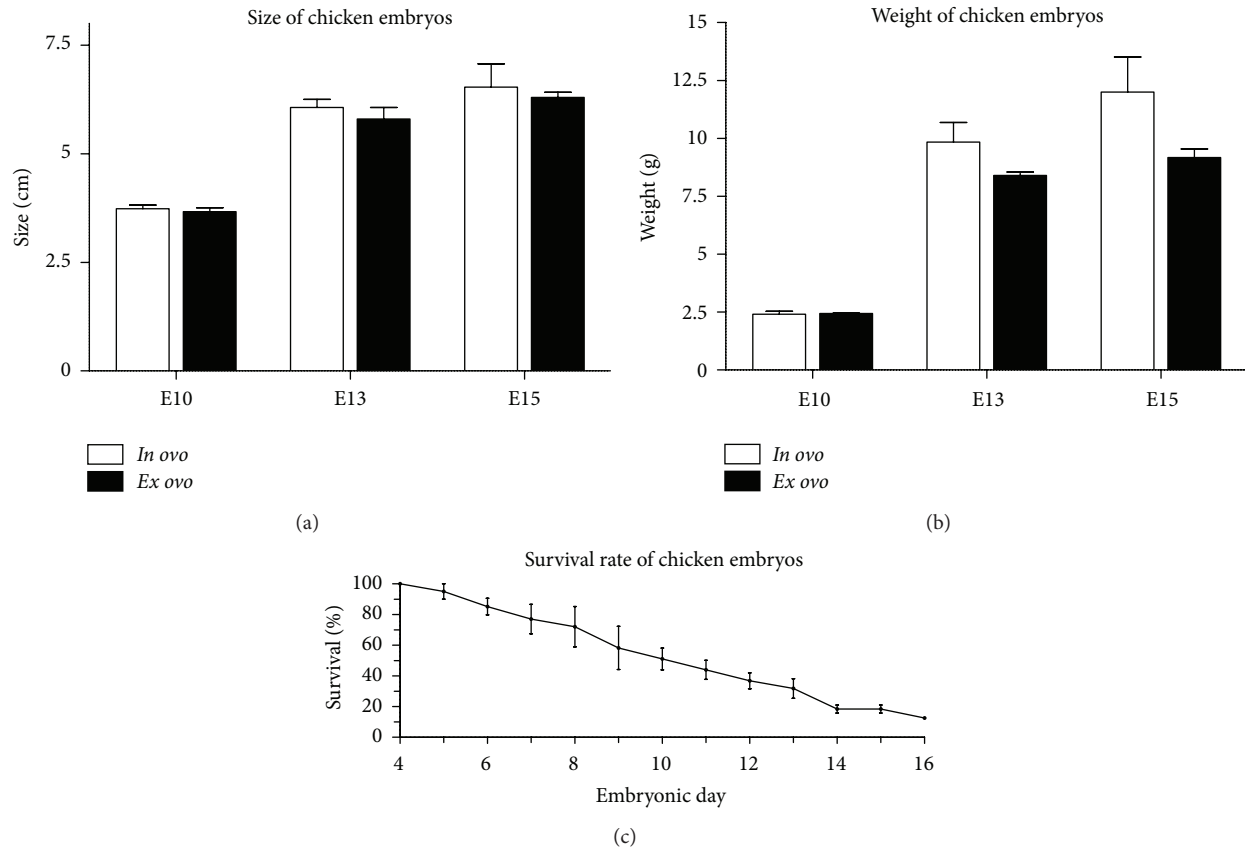 Size of chicken embryos
7.5
5
2.5
0
Size (cm)
E10
E13
E15
In ovo
Ex ovo
(a)
Weight of chicken embryos
15
12.5
10
7.5
5
2.5
0
Weight (g)
E10
E13
E15
In ovo
Ex ovo
(b)
Survival rate of chicken embryos
100
80
60
40
20
0
Survival (%)
4 6 8 10 12 14 16
Embryonic day
(c)